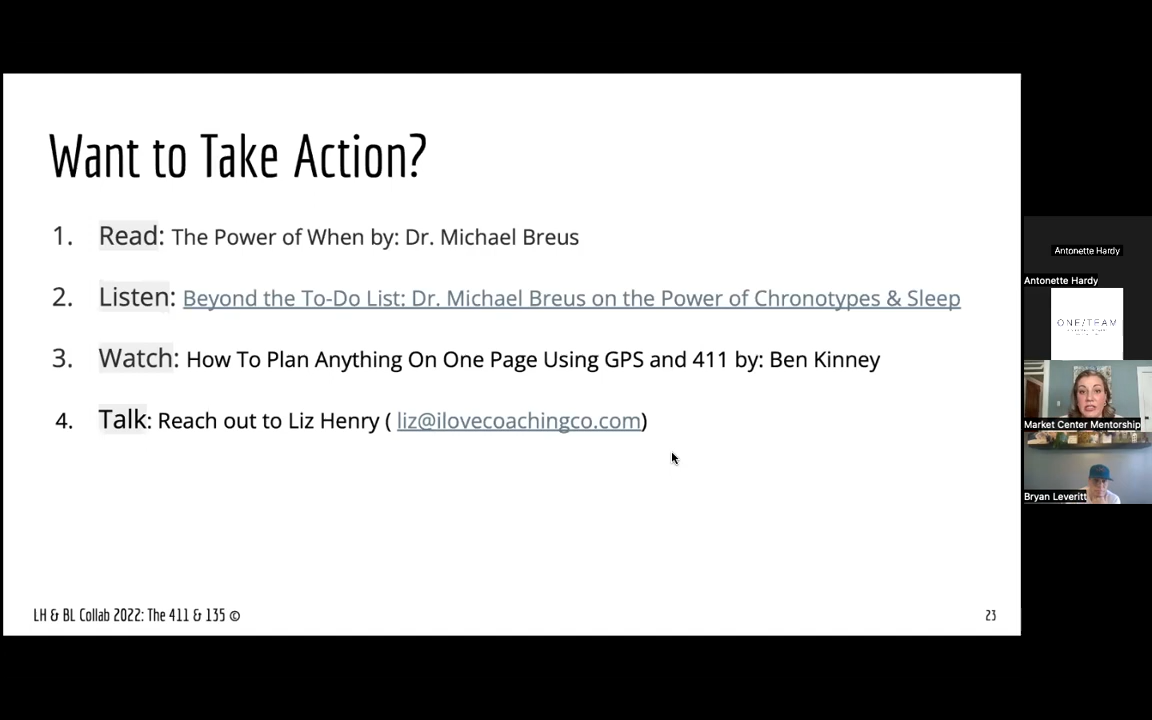 Want to Take Action?
1. Read: The Power of When by: Dr. Michael Breus
2. Listen: Beyond the To-Do List: Dr. Michael Breus on the Power of Chronotypes & Sleep
3. Watch: How To Plan Anything On One Page Using GPS and 411 by: Ben Kinney
4. Talk: Reach out to Liz Henry ( liz@ilovecoachingco.com)
LH & BL Collab 2022: The 411 & 135 ©
23
Antonette Hardy
Antonette Hardy
ONE/TEAM
Market Center Mentorship
Bryan Leveritt